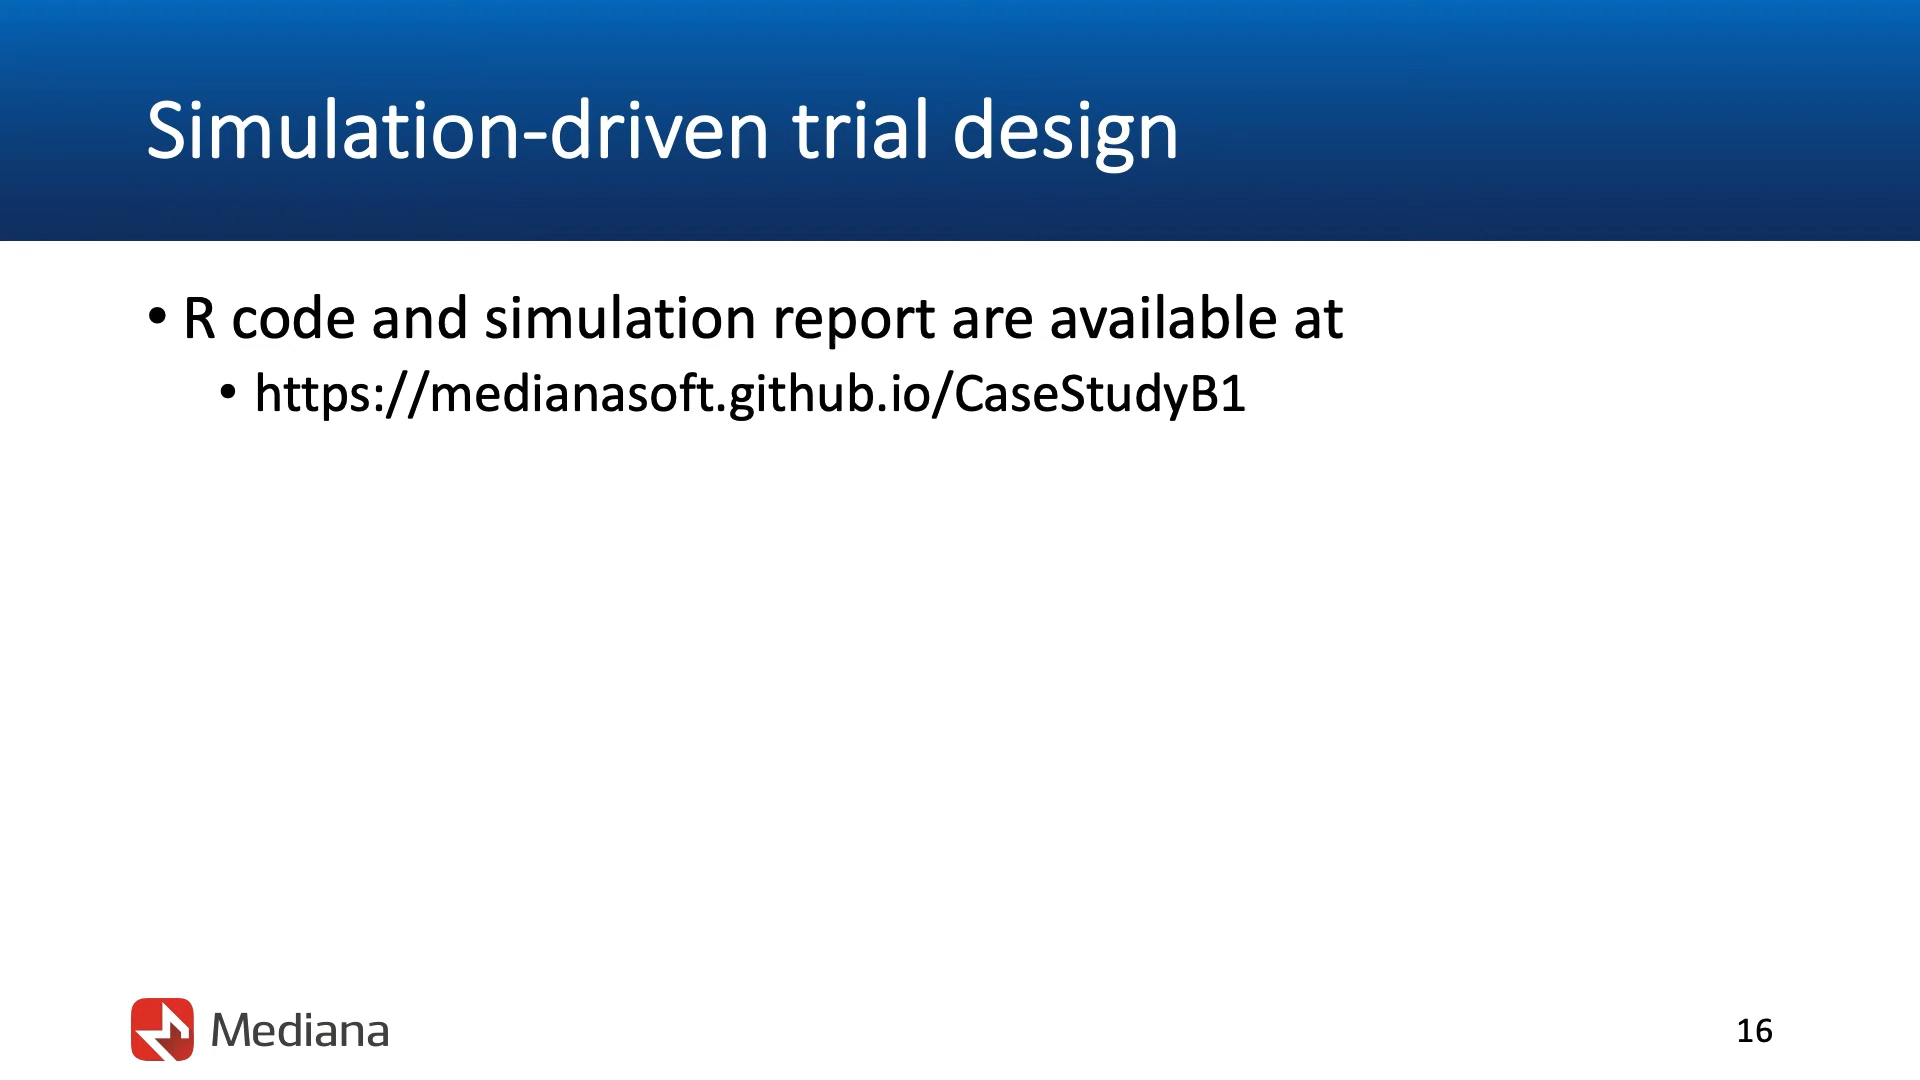 Simulation-driven trial design
• R code and simulation report are available at
• https://medianasoft.github.io/CaseStudyB1
Mediana
16